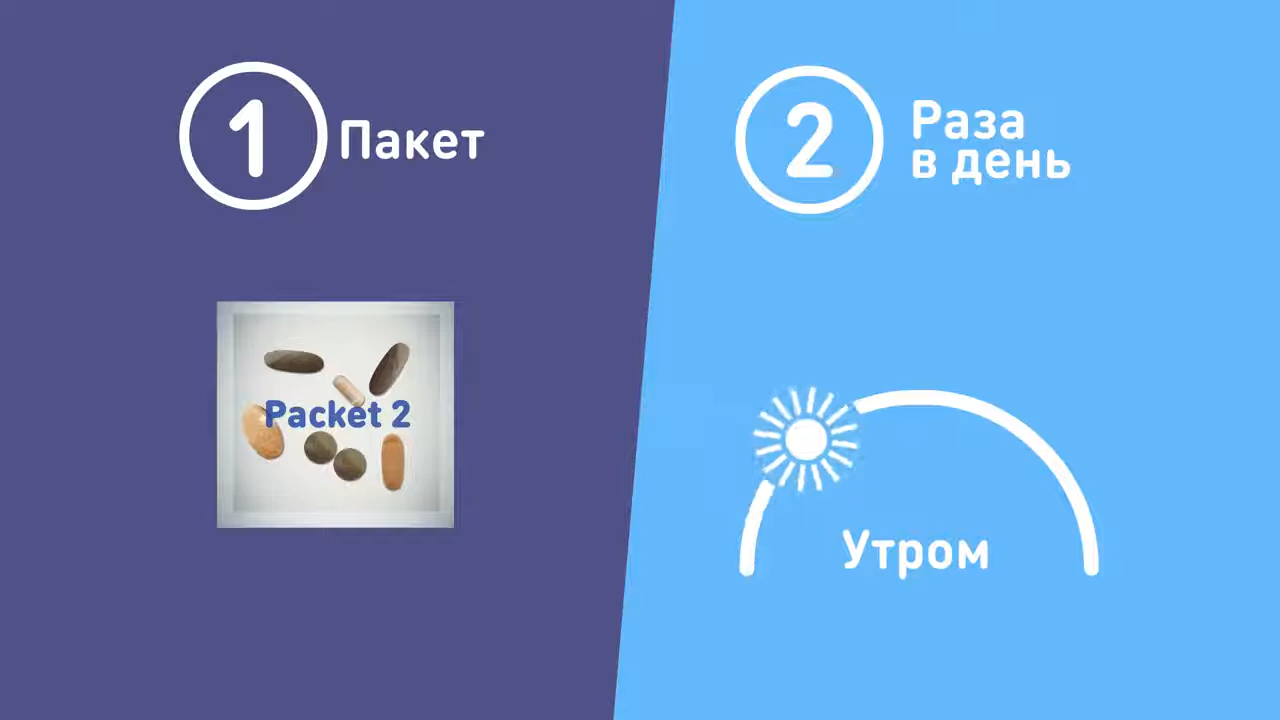 1
Пакет
Packet 2
2
Раза
в день
Утром